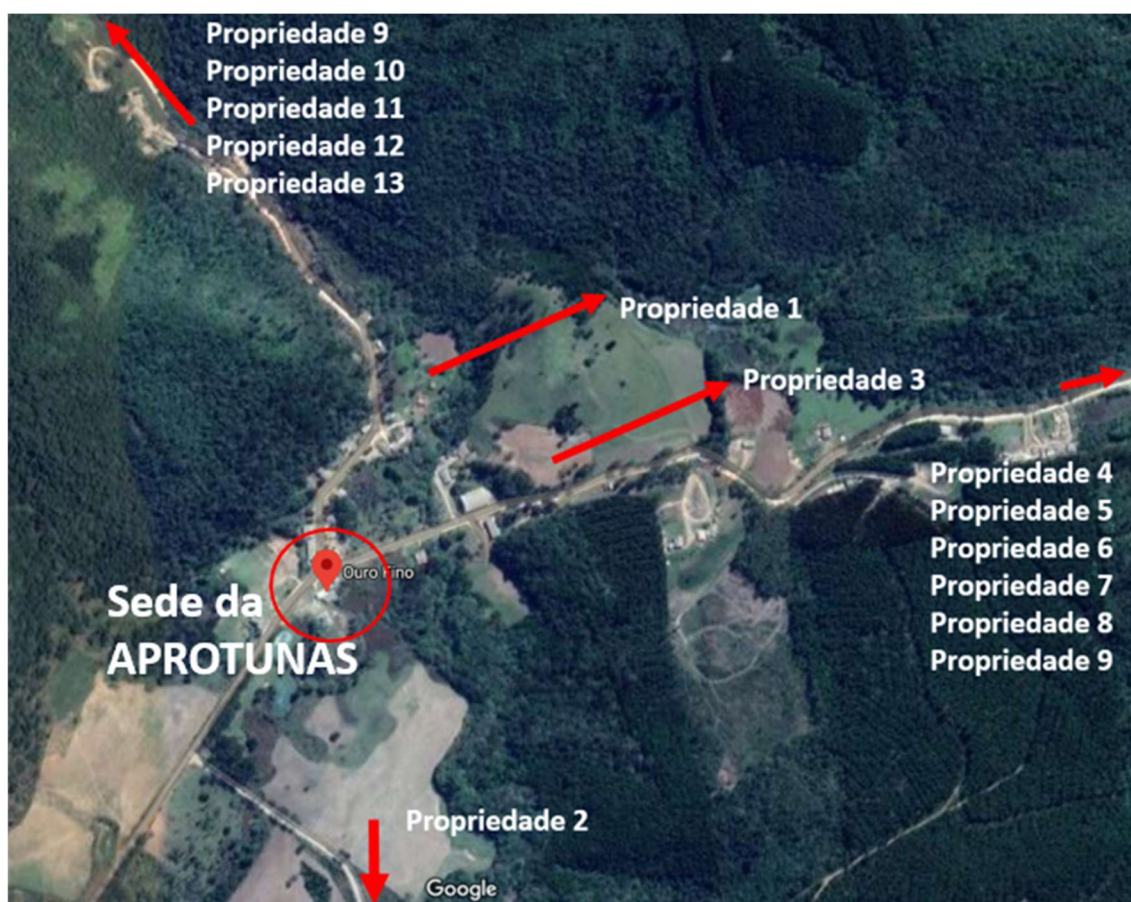 Propriedade 9
Propriedade 10
Propriedade 11
Propriedade 12
Propriedade 13
Propriedade 1
Propriedade 3
Propriedade 4
Propriedade 5
Propriedade 6
Propriedade 7
Propriedade 8
Propriedade 9
Ouro Fino
Sede da
APROTUNAS
Propriedade 2
Google